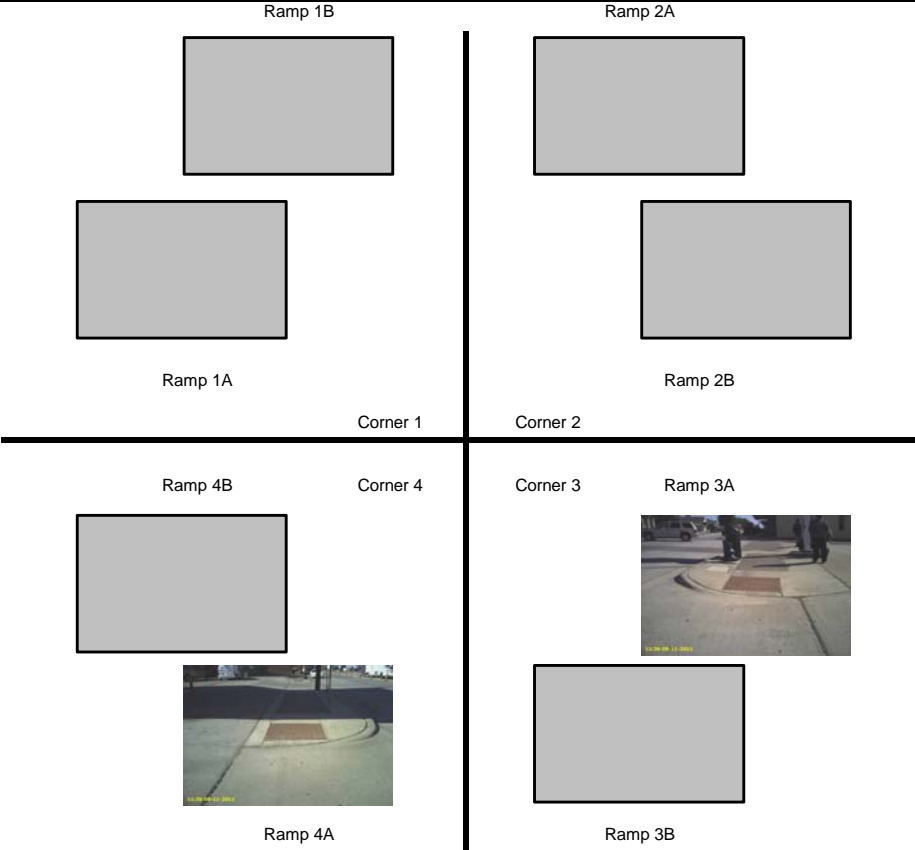 Ramp 1B
Ramp 2A
Ramp 1A
Ramp 2B
Corner 1
Corner 2
Ramp 4B
Corner 4
Corner 3
Ramp 3A
Ramp 4A
Ramp 3B